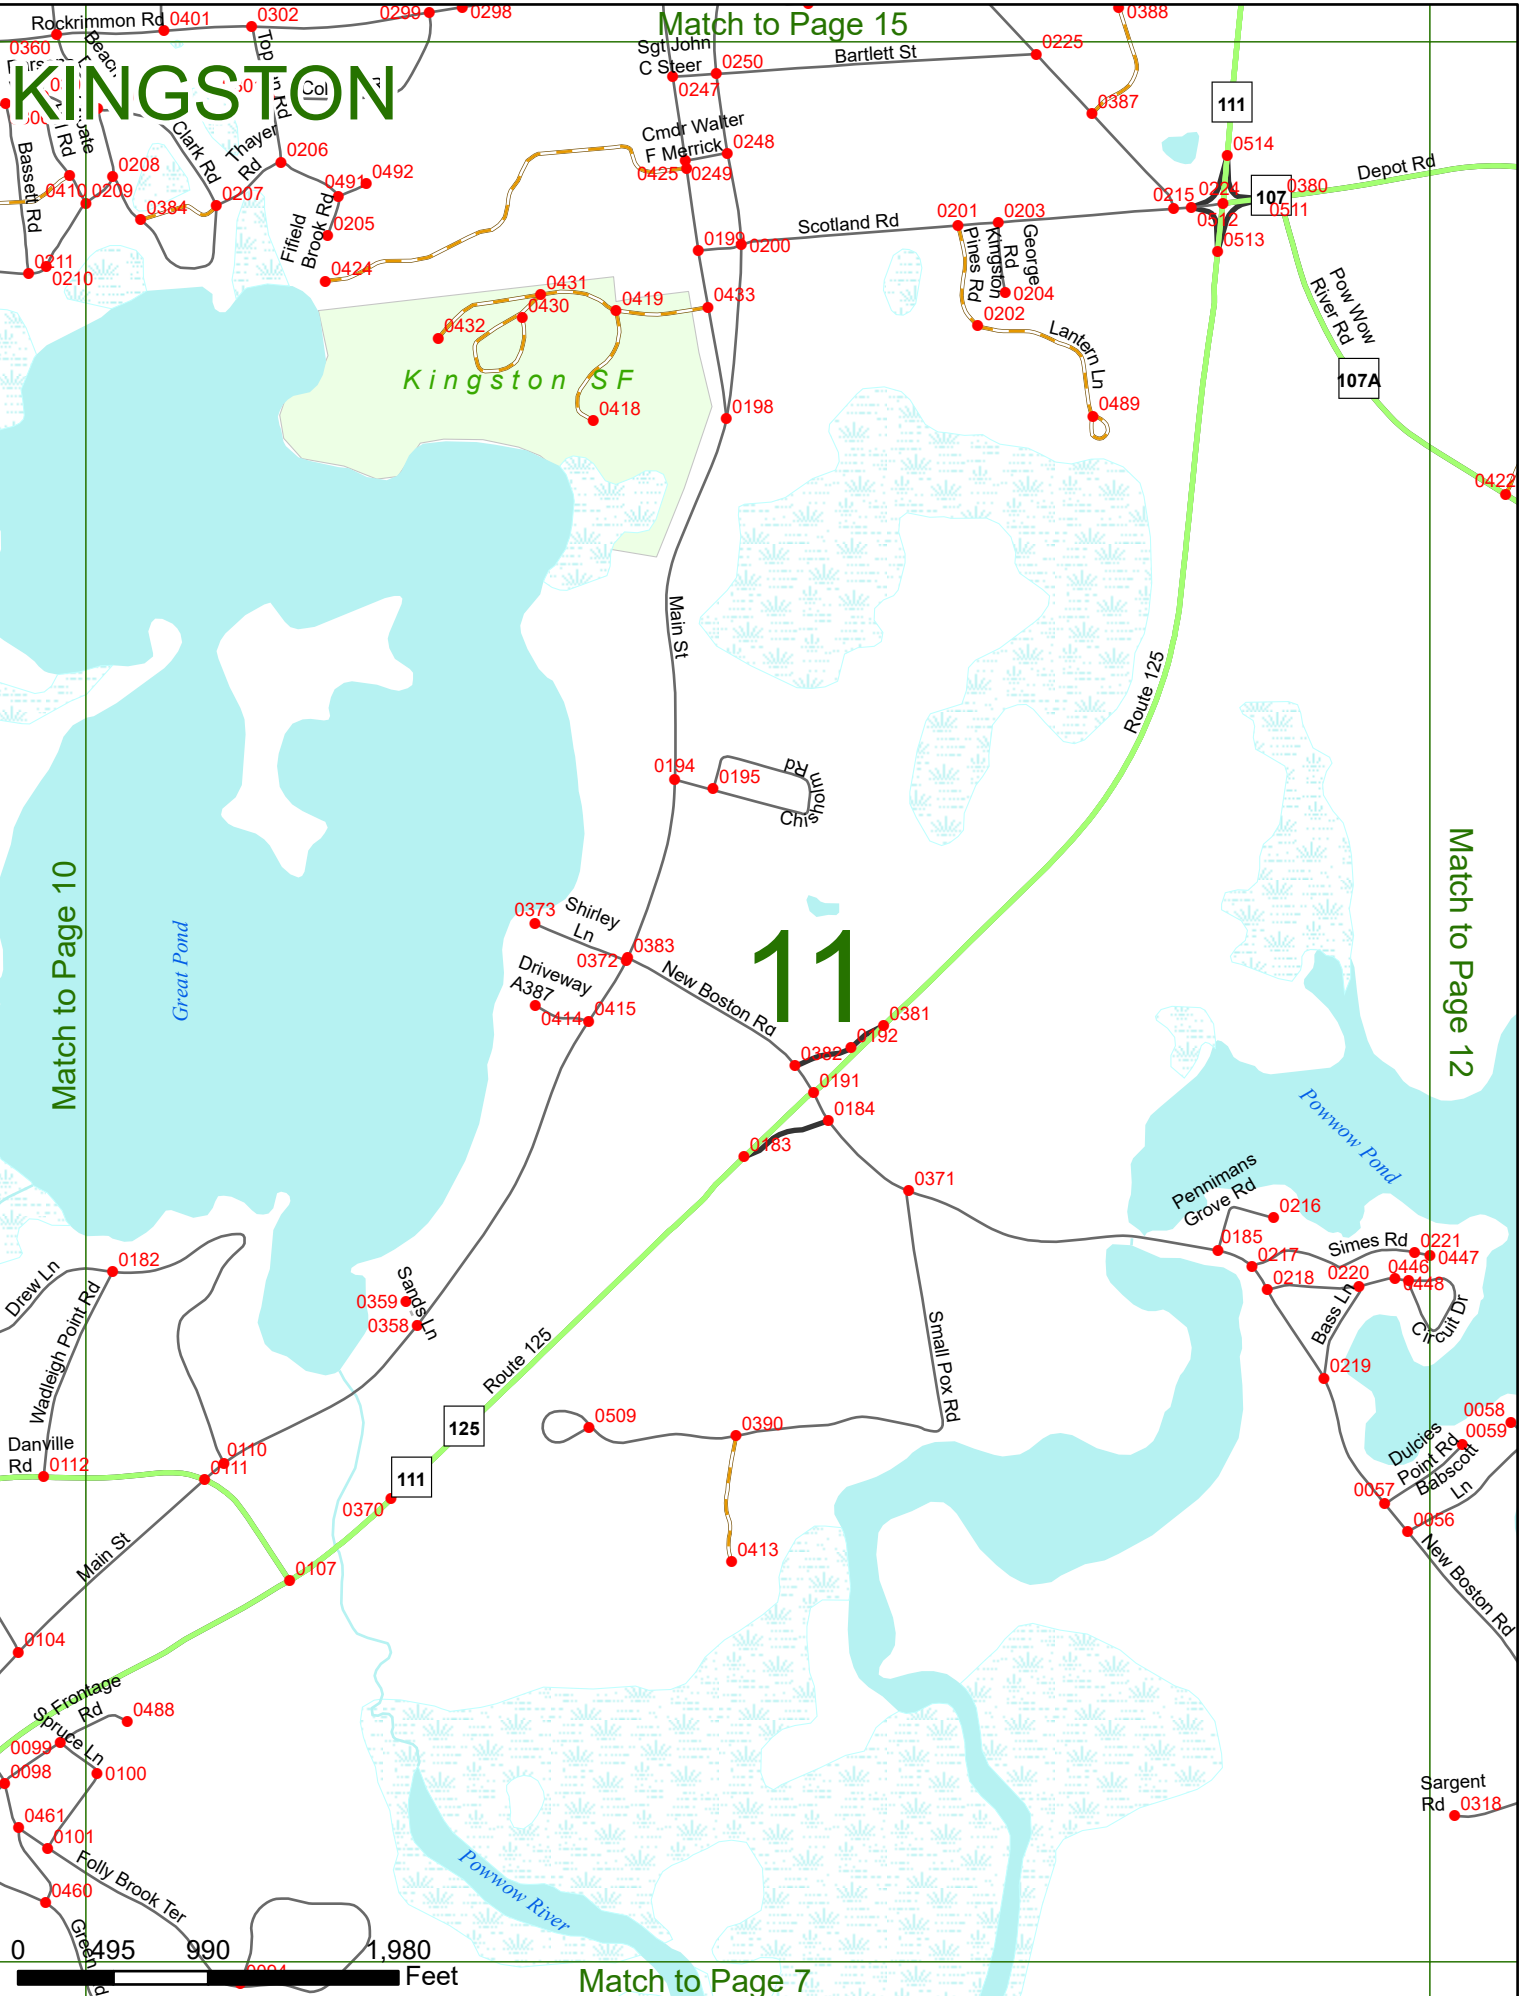 Rockrimmon Rd
0401
0302
0299
0298
Match to Page 15
0388
0360
KINGSTON
Sgt John
C Steer
0250
0247
Bartlett St
0225
0387
111
0514
Clark Rd
Thayer
Rd
0206
Cmdr Walter
F Merrick
0248
0425
0249
Bassett Rd
0208
0410
0209
0384
0207
0491
0492
Fifield
Brook Rd
0205
0424
0211
0210
0199
0200
Scotland Rd
0201
0203
Pines Rd
George
Kingston
Rd
0204
0202
Lantern Ln
0489
0215
0224
0512
0513
107
0380
0511
Depot Rd
Pow Wow
River Rd
107A
0422
0431
0430
0432
0419
0433
Kingston SF
0418
0198
Main St
Route 125
0194
0195
Chisholm Rd
Match to Page 10
Great Pond
Match to Page 12
0373
Shirley
Ln
0383
0372
Driveway
A387
0414
0415
New Boston Rd
11
0381
0192
0382
0191
0184
0183
0371
Powwow Pond
Pennimans
Grove Rd
0216
0185
0217
Simes Rd
0221
0447
0218
0220
0446
0448
Bass Ln
Circuit Dr
0219
Drew Ln
0182
Wadleigh Point Rd
0359
0358
Sands Ln
Route 125
125
111
0509
0390
Small Pox Rd
0058
0059
Dulcies
Point Rd
Babscott
Ln
0057
0056
New Boston Rd
Danville
Rd
0112
0110
0111
0370
0413
Main St
0107
0104
S Frontage
Rd
0488
Spruce Ln
0099
0098
0100
0461
0101
Folly Brook Ter
0460
Powwow River
Sargent
Rd
0318
0 495 990 1,980
Feet
Match to Page 7